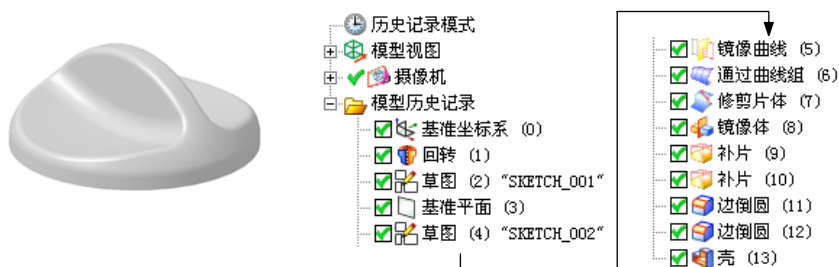 历史记录模式
模型视图
摄像机
模型历史记录
基准坐标系 (0)
回转 (1)
草图 (2) "SKETCH_001"
基准平面 (3)
草图 (4) "SKETCH_002"
镜像曲线 (5)
通过曲线组 (6)
修剪片体 (7)
镜像体 (8)
补片 (9)
补片 (10)
边倒圆 (11)
边倒圆 (12)
壳 (13)